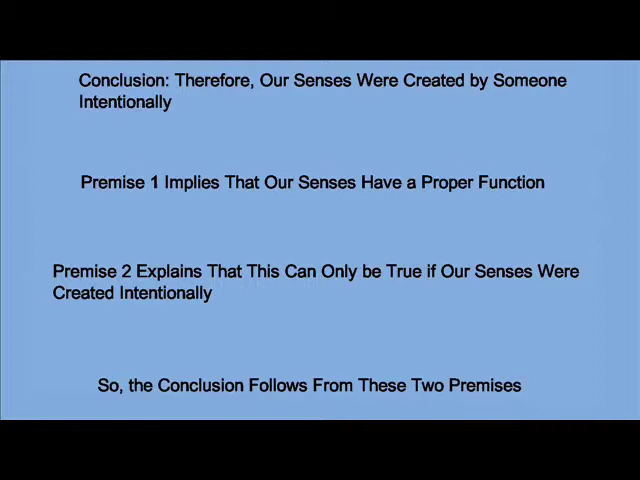 Conclusion: Therefore, Our Senses Were Created by Someone
Intentionally
Premise 1 Implies That Our Senses Have a Proper Function
Premise 2 Explains That This Can Only be True if Our Senses Were
Created Intentionally
So, the Conclusion Follows From These Two Premises